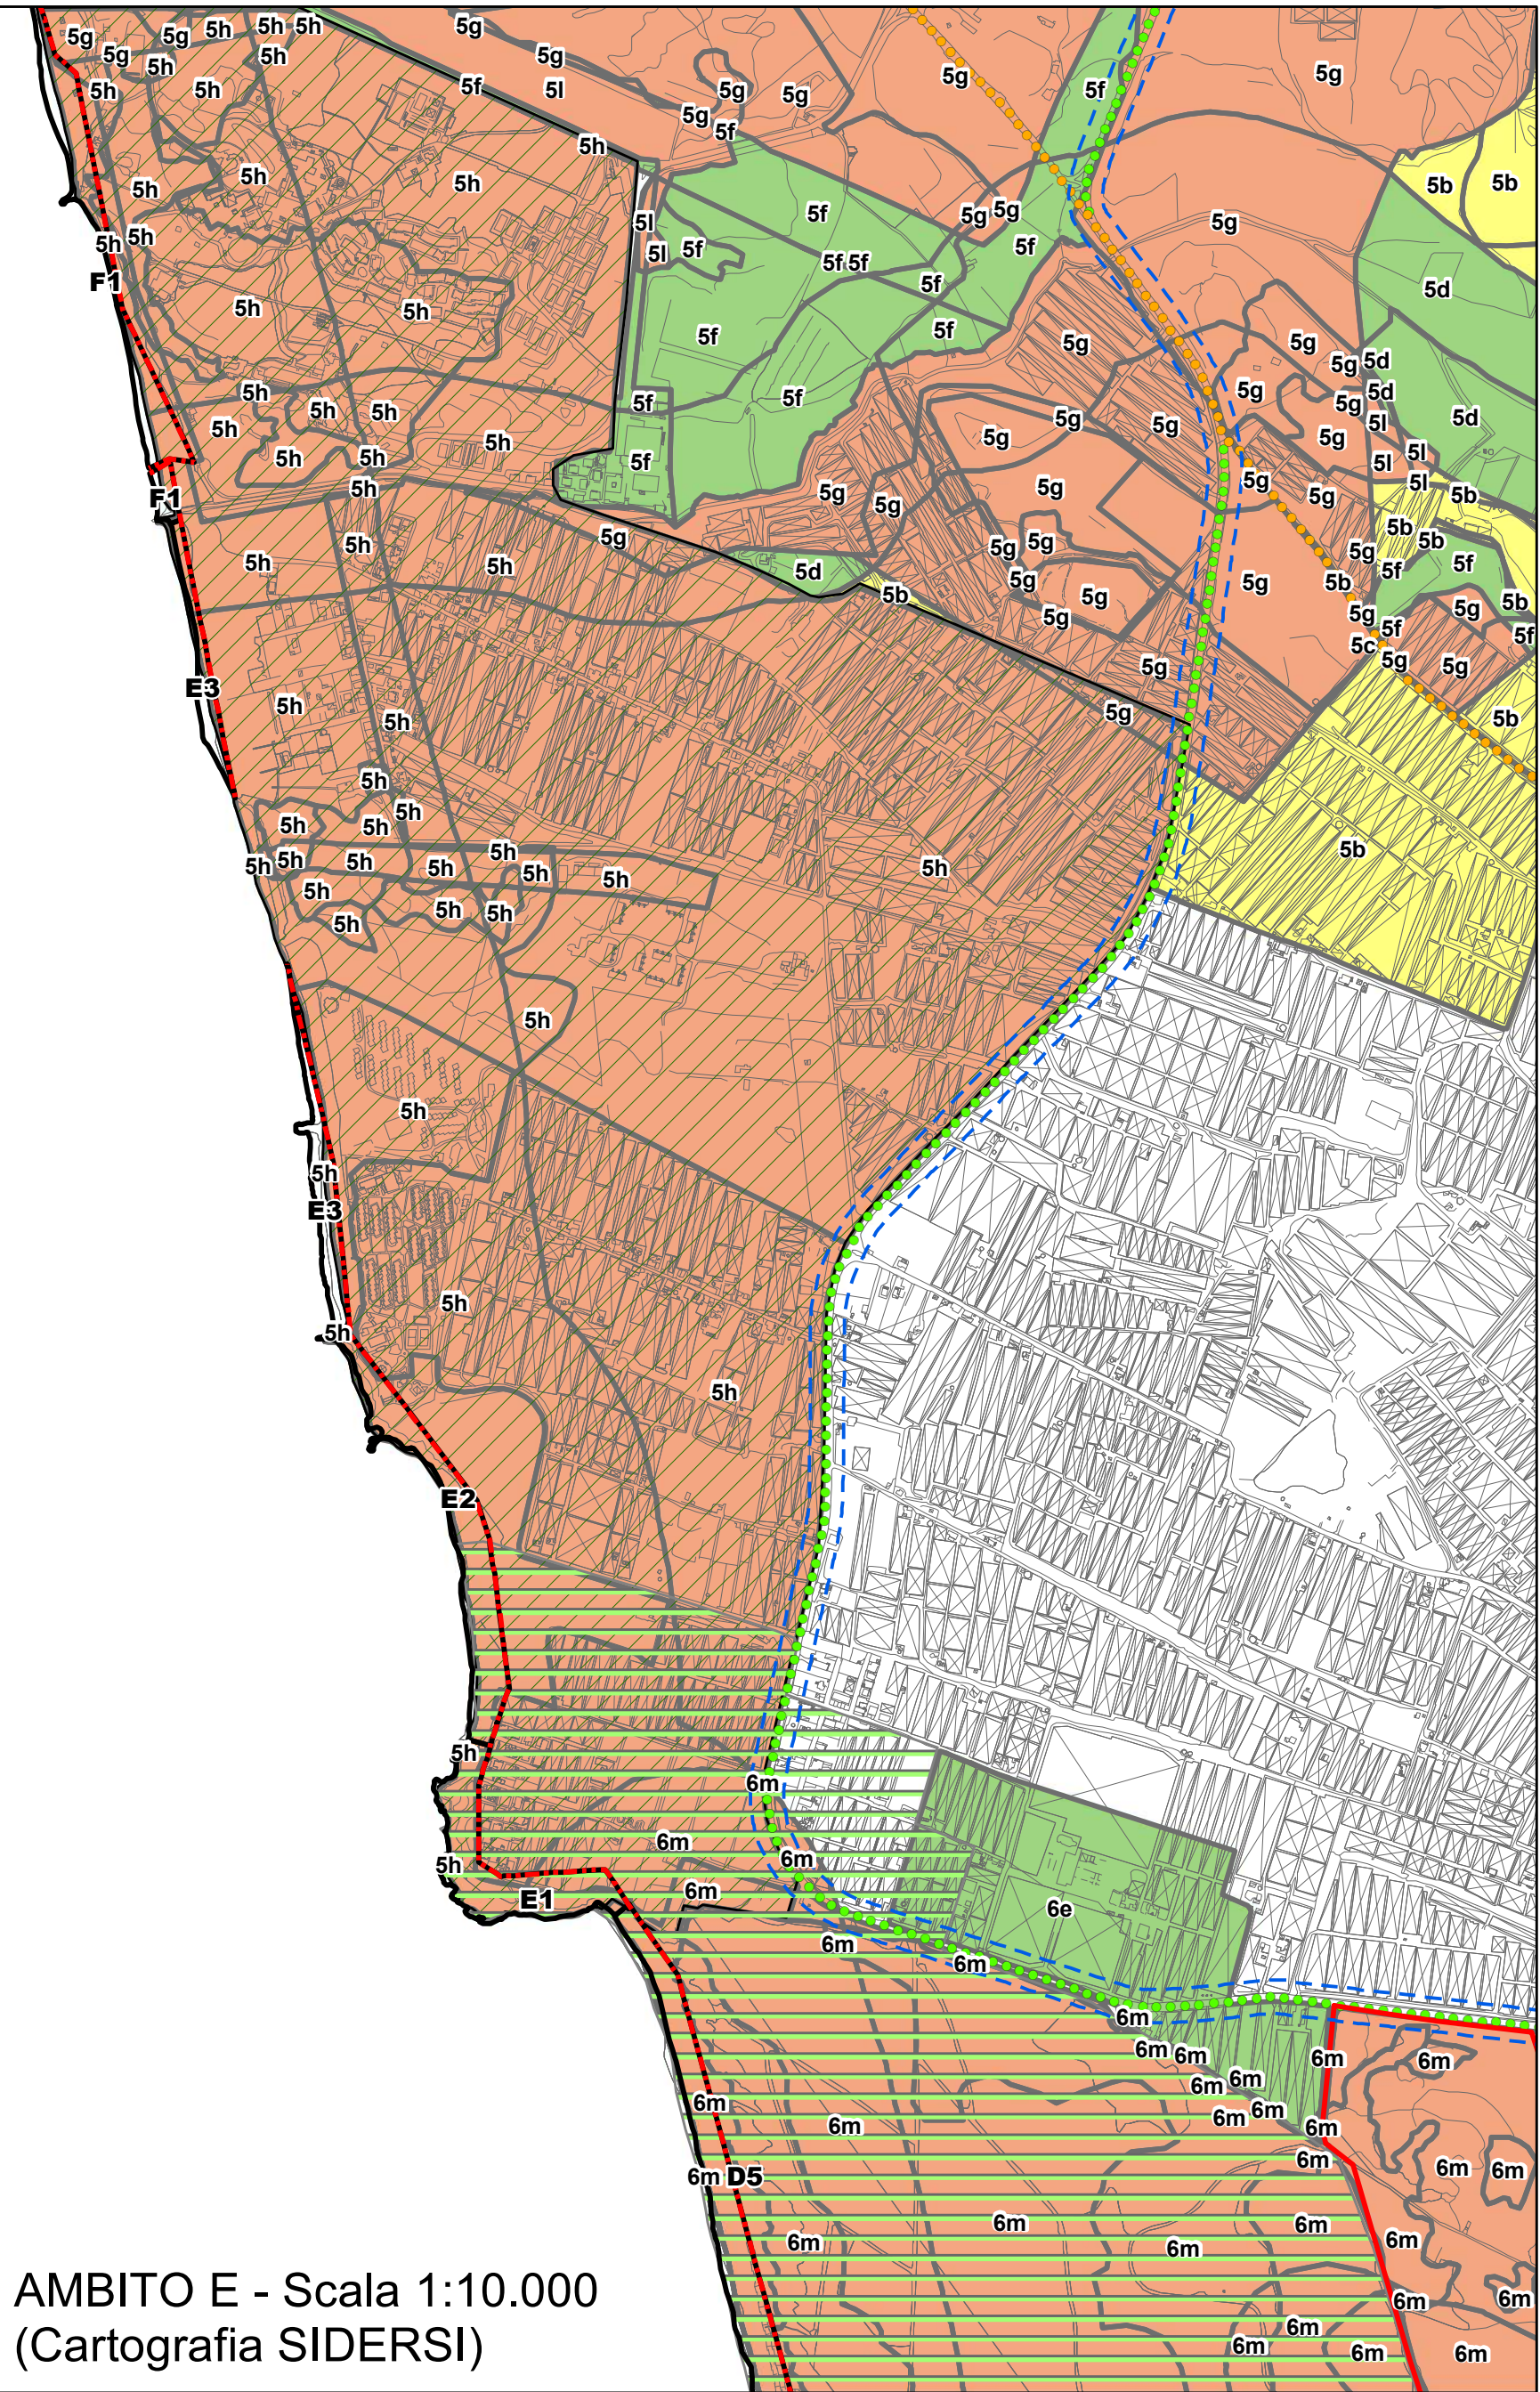 5g 5g 5h 5h 5h 5g
5g 5h 5h 5g
5h 5h 5f 5l 5g 5g 5g 5f 5g
5g 5f
5h
5h 5h 5h 5b 5b
5l 5f 5g 5g 5g
5h 5h 5l 5f 5f 5f 5f
F1 5f 5d
5h 5h 5f 5f 5g 5g
5g 5d
5h 5f 5f 5g 5d
5h 5h 5g 5g 5g 5l 5d
5h 5h 5g 5g
5h 5h 5f 5l 5l
F1 5h 5g 5g 5g 5g 5g 5l 5b
5h 5g 5g 5g 5b 5b
5h 5h 5d 5g 5g 5b 5g 5f 5f
5b 5g 5g 5g 5f 5g 5b
5g 5c 5g 5g 5f
E3 5h 5h 5g 5b
5h
5h 5h 5h 5b
5h 5h 5h 5h 5h 5h 5h 5h
5h 5h 5h
5h
5h
5h
5h
E3
5h
5h
5h
E2
5h
6m
6m
5h 6m
E1 6m 6e
6m 6m
6m
6m 6m 6m 6m
6m 6m 6m
6m 6m 6m 6m
6m D5 6m 6m 6m
6m 6m 6m 6m 6m
6m 6m
6m 6m 6m 6m
AMBITO E - Scala 1:10.000
(Cartografia SIDERSI)